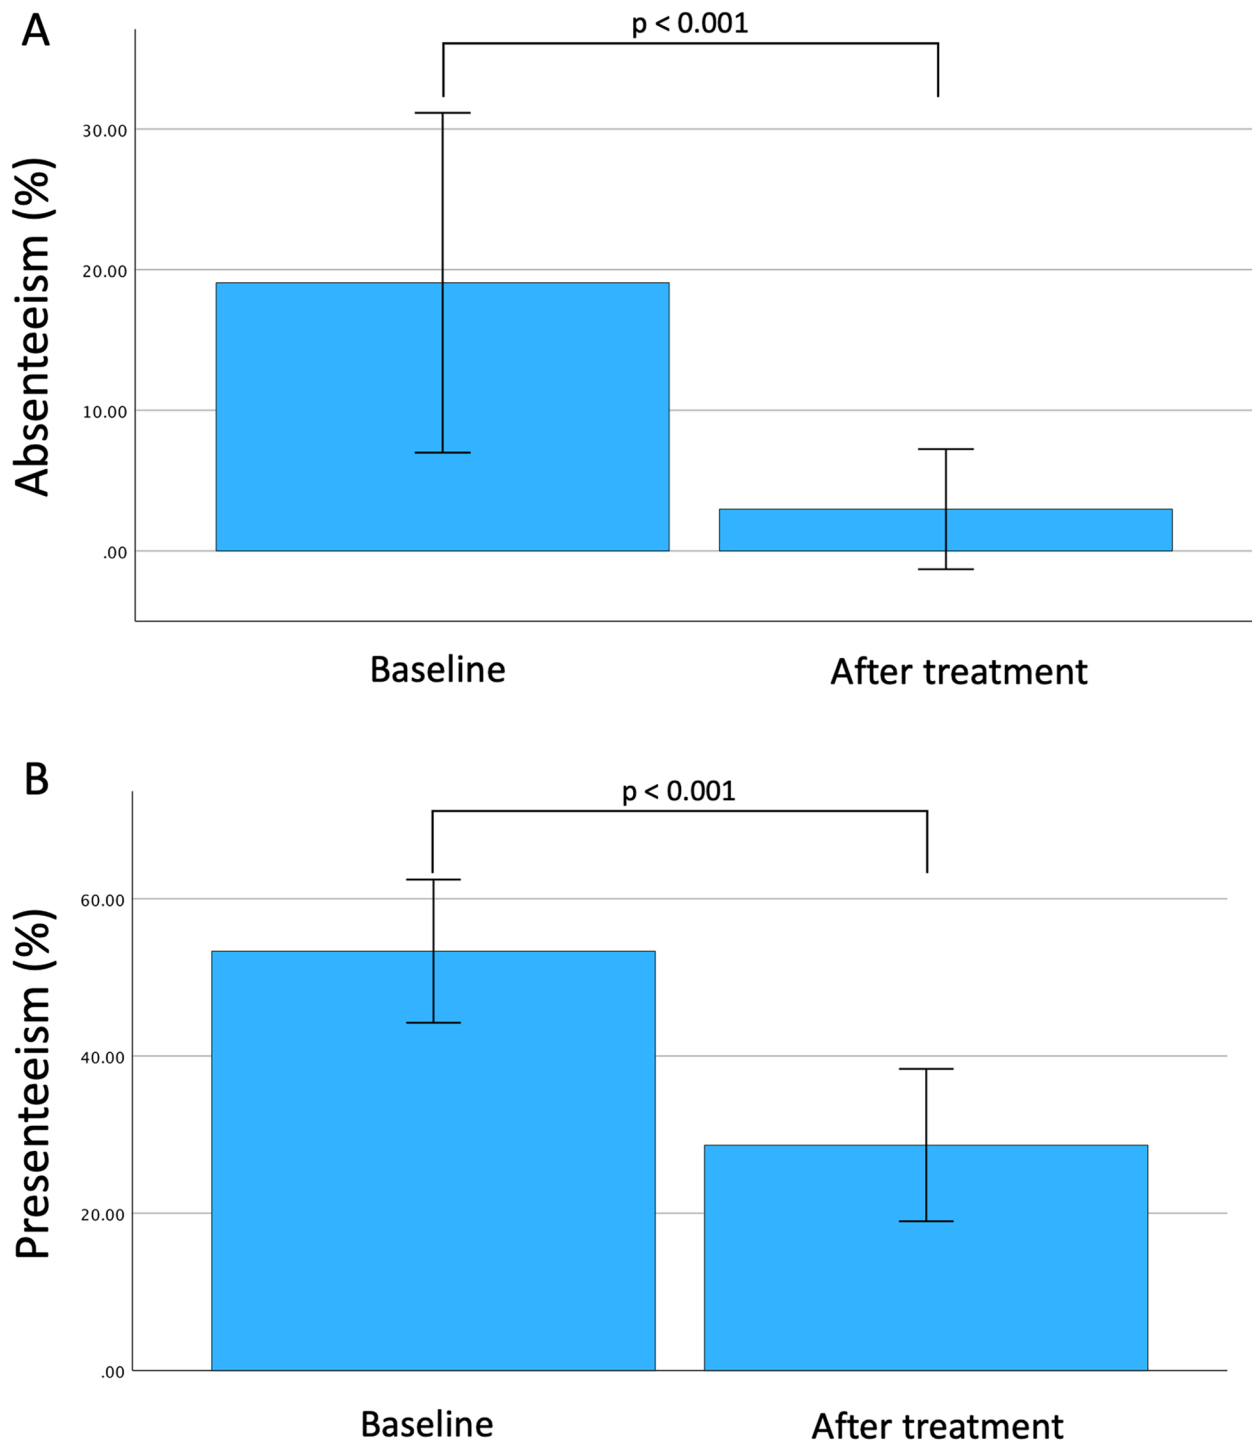 A
p < 0.001
Absenteeism (%)
30.00
20.00
10.00
.00
Baseline
After treatment
B
p < 0.001
Presenteeism (%)
60.00
40.00
20.00
.00
Baseline
After treatment